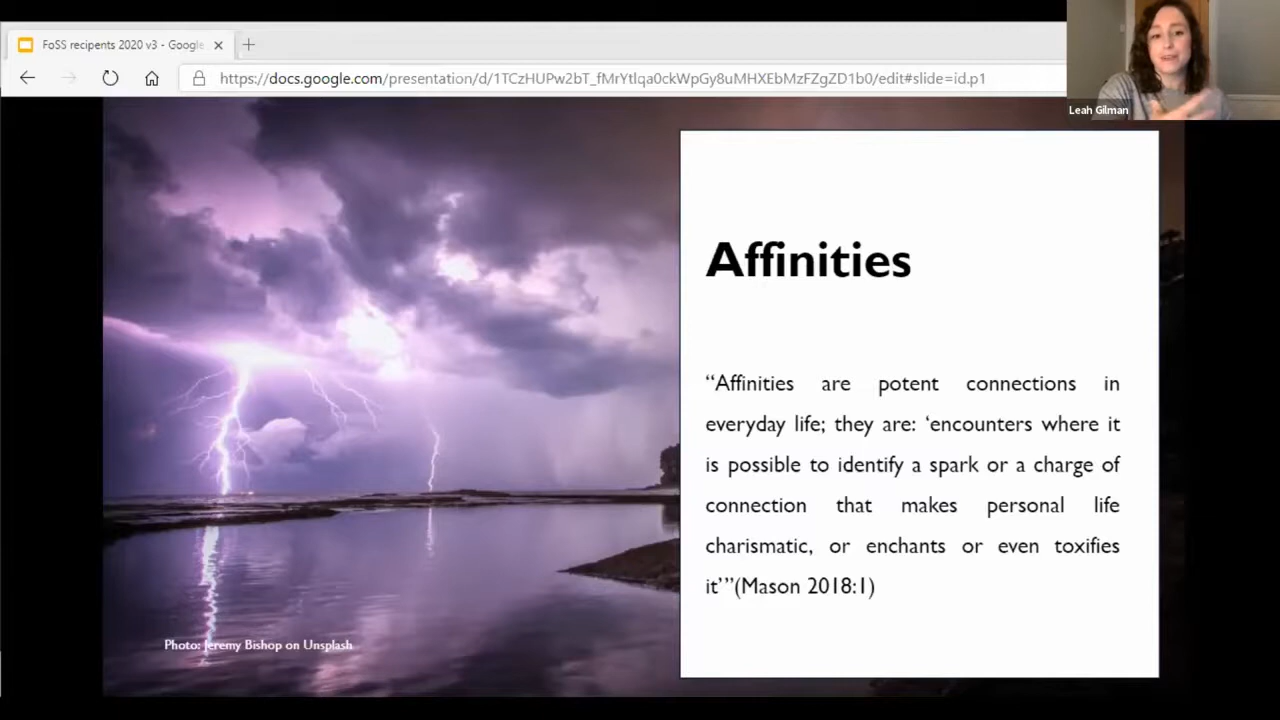 FoSS recipents 2020 v3 - Google
https://docs.google.com/presentation/d/1TCzHUPw2bT_fMrYtlqa0ckWpGy8uMHXEbMzFZgZD1b0/edit#slide=id.p1
Leah Gilman
Affinities
“Affinities are potent connections in
everyday life; they are: ‘encounters where it
is possible to identify a spark or a charge of
connection that makes personal life
charismatic, or enchants or even toxifies
it’”(Mason 2018:1)
Photo: Jeremy Bishop on Unsplash